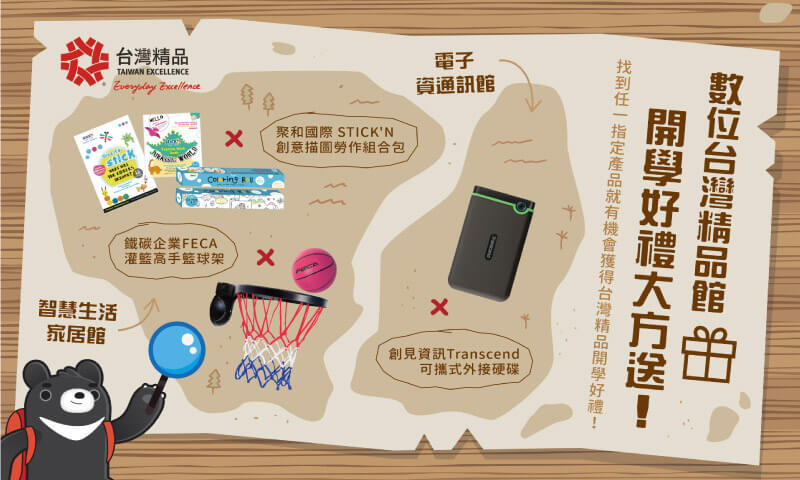 台灣精品
TAIWAN EXCELLENCE
Everyday Excellence
數位台灣精品館
開學好禮大方送！
找到任一指定產品就有機會獲得台灣精品開學好禮！
電子
資通訊館
聚和國際 STICK'N
創意描圖勞作組合包
HELLO
stick
JURASSIC WORLD
Coloring Roll
鐵碳企業FECA
灌籃高手籃球架
FECA
智慧生活
家居館
創見資訊Transcend
可攜式外接硬碟